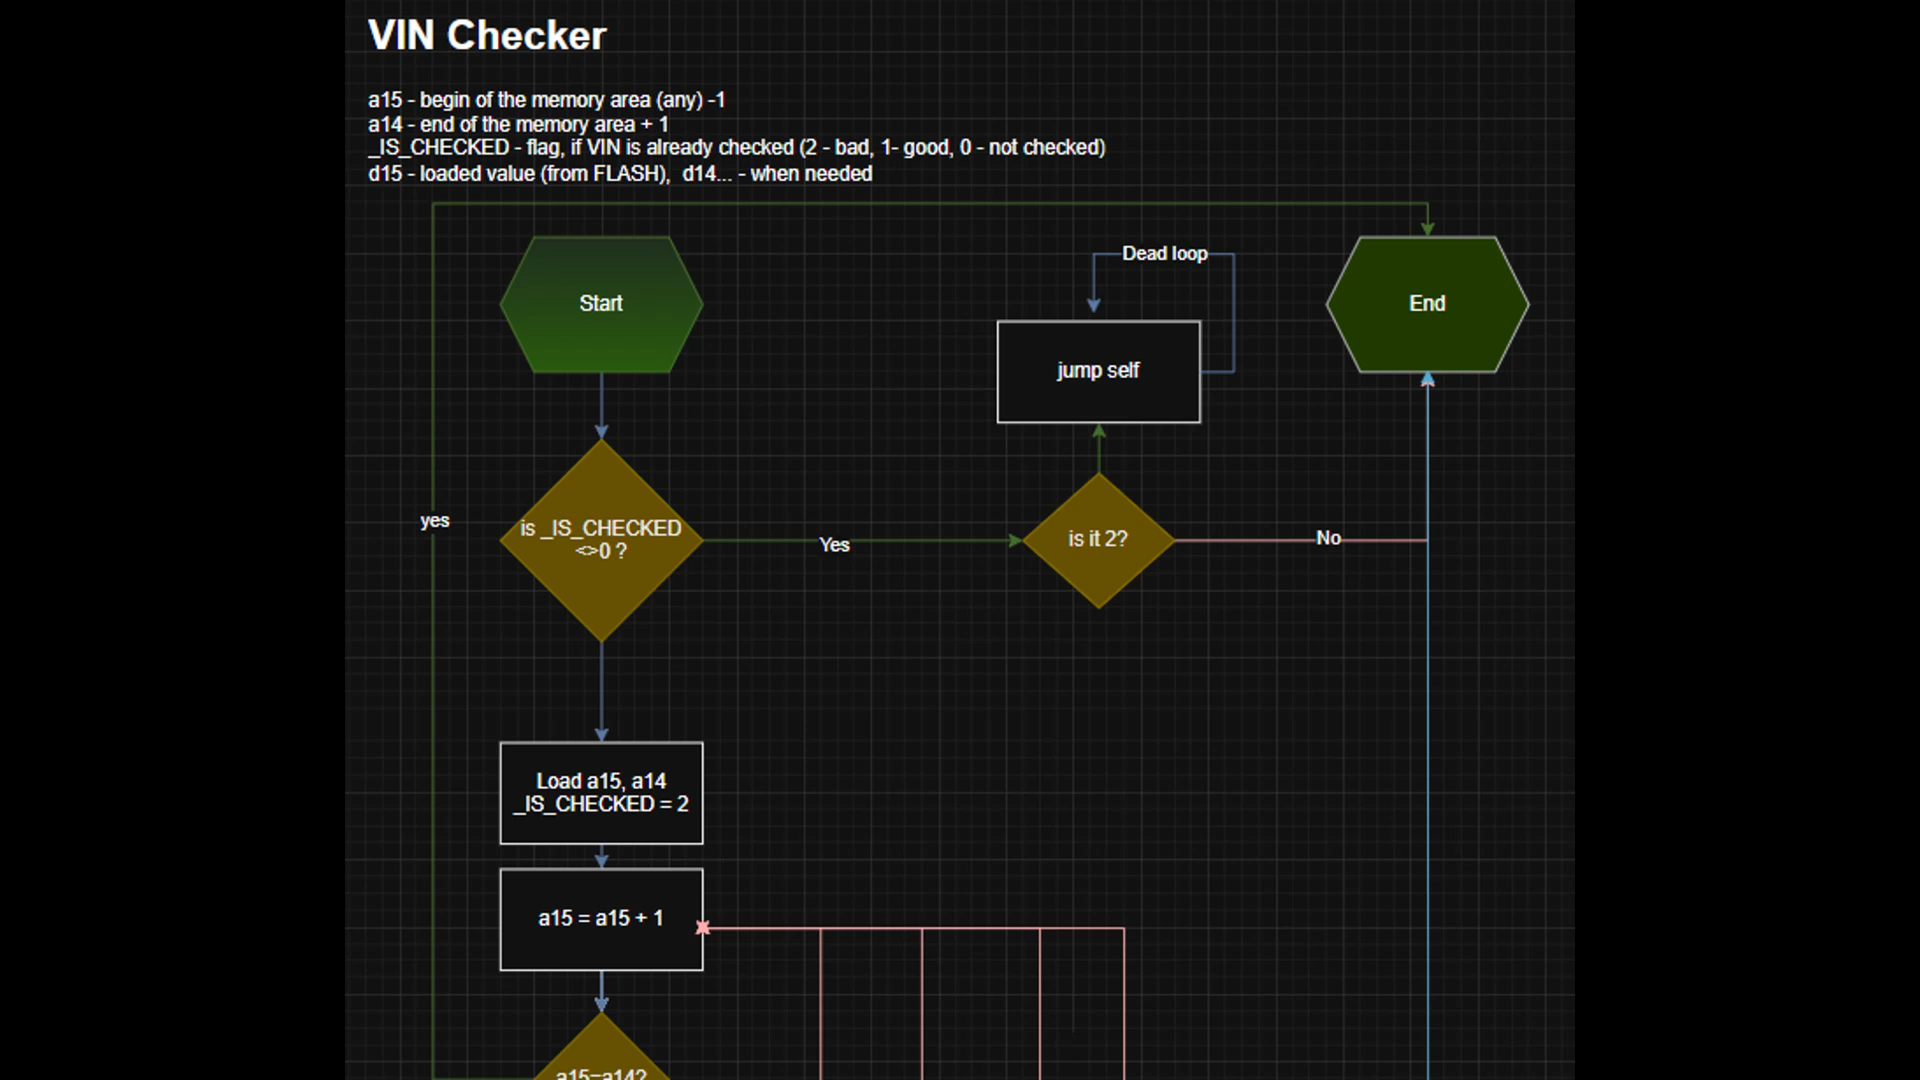 VIN Checker
a15 - begin of the memory area (any) -1
a14 - end of the memory area + 1
_IS_CHECKED - flag, if VIN is already checked (2 - bad, 1- good, 0 - not checked)
d15 - loaded value (from FLASH),  d14... - when needed
Dead loop
Start
End
jump self
yes
is _IS_CHECKED
<>0 ?
Yes
is it 2?
No
Load a15, a14
_IS_CHECKED = 2
a15 = a15 + 1
a15=a14?